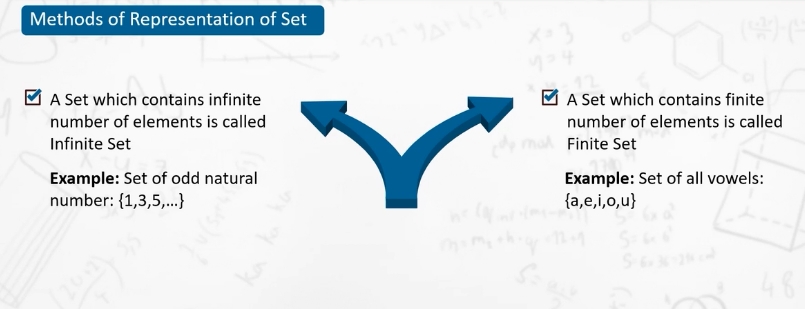 Methods of Representation of Set
A Set which contains infinite
number of elements is called
Infinite Set
Example: Set of odd natural
number: {1,3,5,...}
A Set which contains finite
number of elements is called
Finite Set
Example: Set of all vowels:
{a,e,i,o,u}